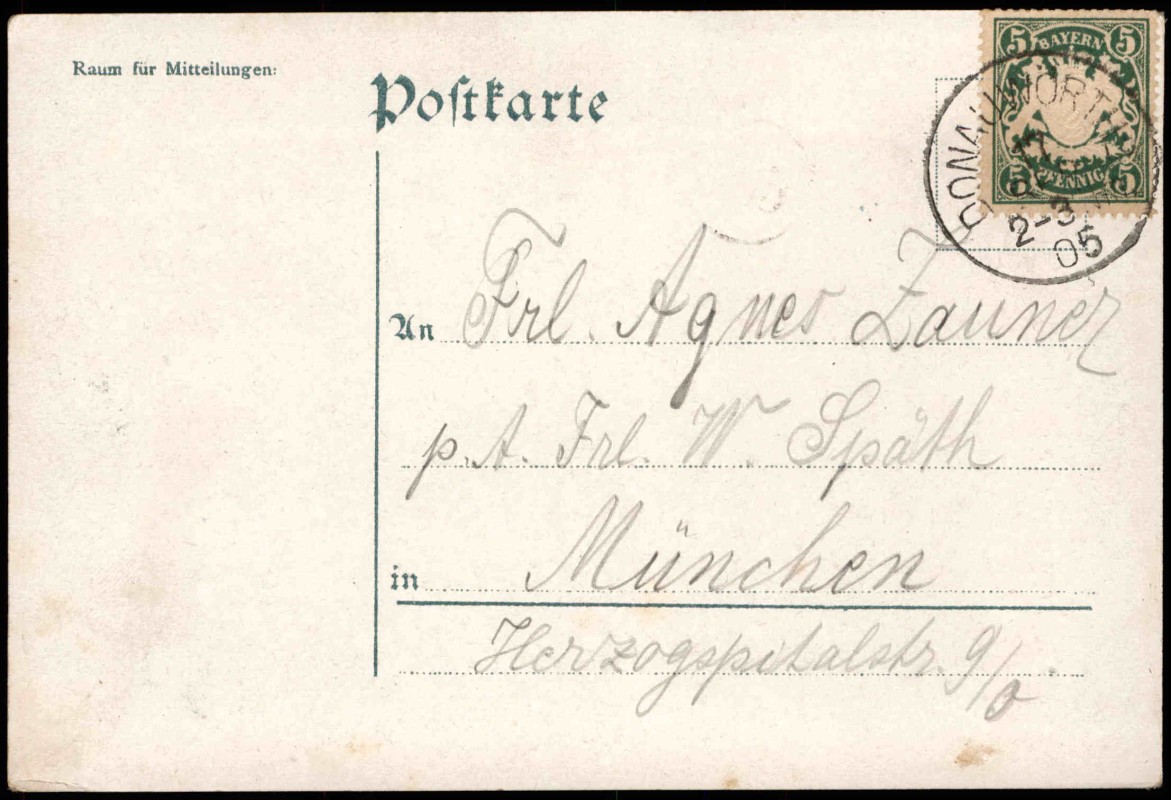 Raum für Mitteilungen:
Postkarte
5 BAYERN 5
5 PFENNIG 5
DONAUWÖRTH
2-3
05
An Frl. Agnes Zauner
p. A. Frl. W. Späth
in München
Herzogspitalstr. 9/0.